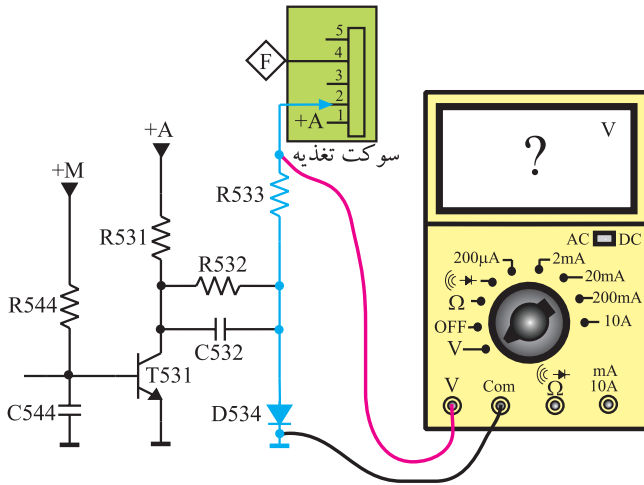 5
4
F
3
2
+A
1
سوکت تغذیه
+A
+M
R533
R531
R532
R544
C532
T531
C544
D534
V
?
AC DC
200µA
2mA
20mA
Ω
200mA
OFF
10A
V
V
Com
Ω
mA
10A